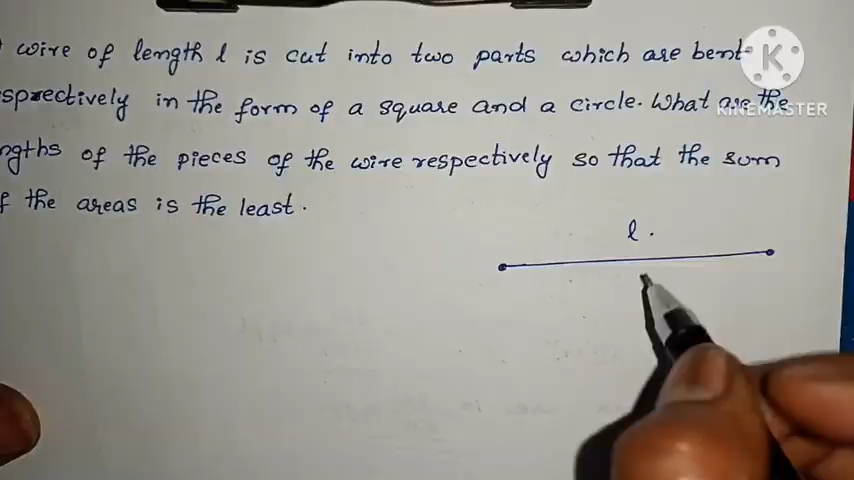 wire of length l is cut into two parts which are bent
spectively in the form of a square and a circle. What are the
ngths of the pieces of the wire respectively so that the sum
f the areas is the least.
l.
K
KINEMASTER